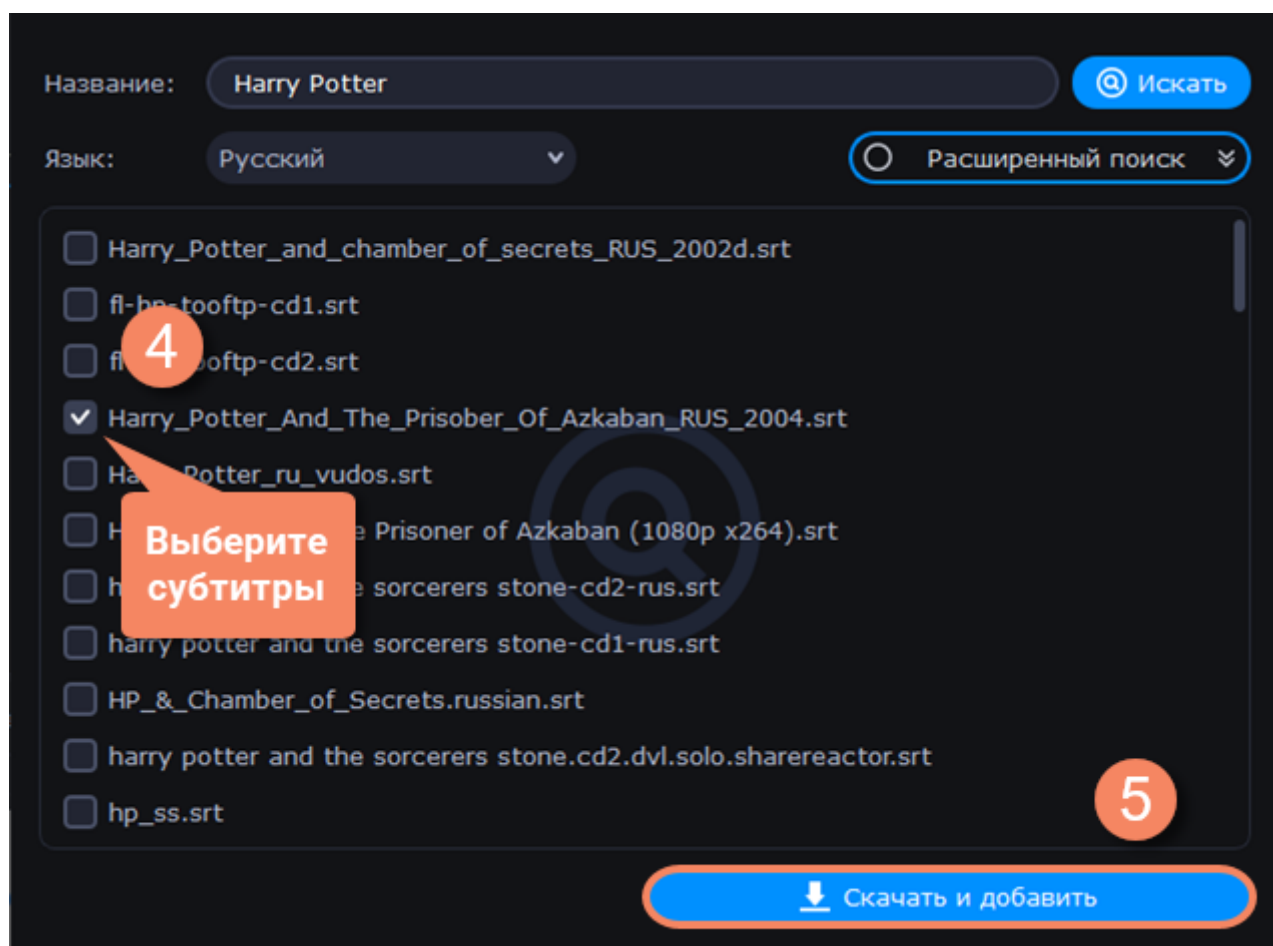 Название: Harry Potter Искать
Язык: Русский Расширенный поиск
Harry_Potter_and_chamber_of_secrets_RUS_2002d.srt
fl-hp-tooftp-cd1.srt
4
ooftp-cd2.srt
Harry_Potter_And_The_Prisober_Of_Azkaban_RUS_2004.srt
Potter_ru_vudos.srt
Prisoner of Azkaban (1080p x264).srt
Выберите
субтитры
sorcerers stone-cd2-rus.srt
harry potter and the sorcerers stone-cd1-rus.srt
HP_&_Chamber_of_Secrets.russian.srt
harry potter and the sorcerers stone.cd2.dvl.solo.sharereactor.srt
hp_ss.srt
5
Скачать и добавить